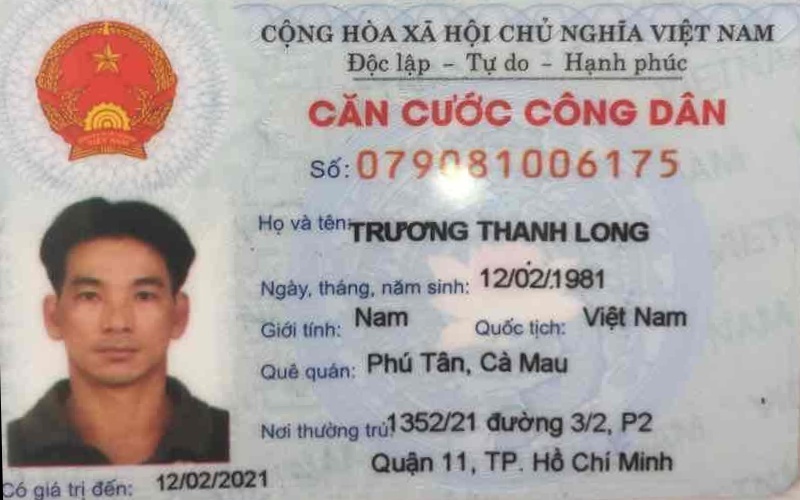 CỘNG HÒA XÃ HỘI CHỦ NGHĨA VIỆT NAM
Độc lập - Tự do - Hạnh phúc
CĂN CƯỚC CÔNG DÂN
Số: 079081006175
Họ và tên: TRƯƠNG THANH LONG
Ngày, tháng, năm sinh: 12/02/1981
Giới tính: Nam Quốc tịch: Việt Nam
Quê quán: Phú Tân, Cà Mau
Nơi thường trú: 1352/21 đường 3/2, P2
Quận 11, TP. Hồ Chí Minh
Có giá trị đến: 12/02/2021